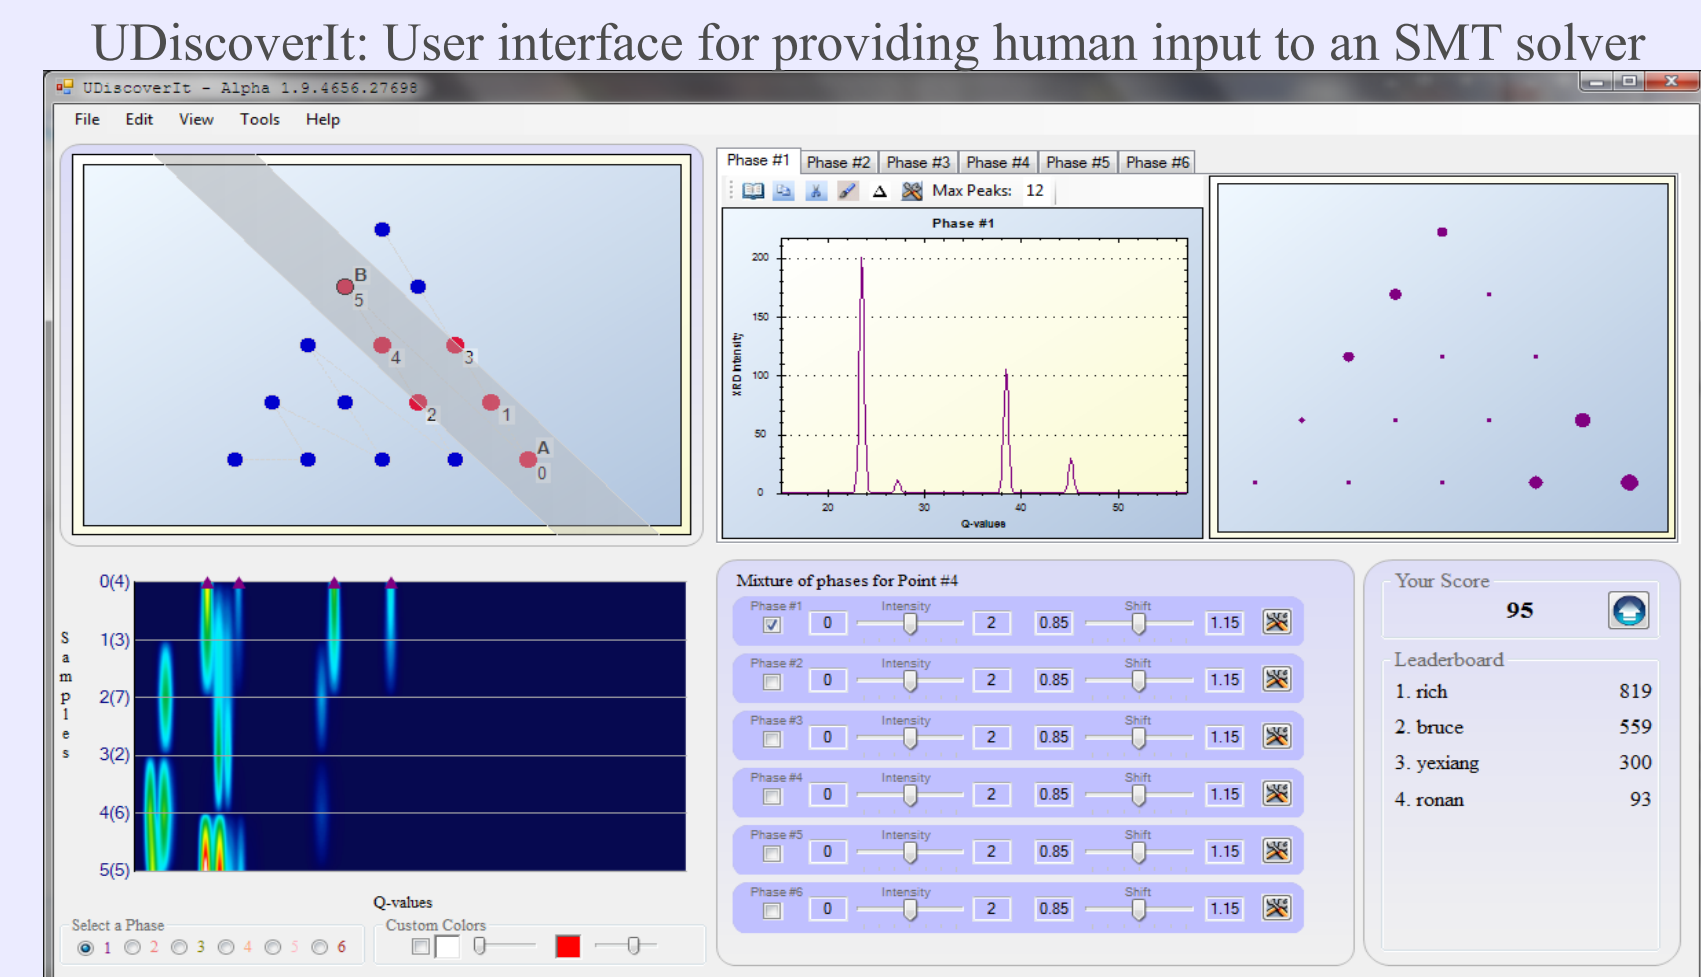 UDiscoverIt: User interface for providing human input to an SMT solver
UDiscoverIt - Alpha 1.9.4656.27698
File Edit View Tools Help
B
5
4
3
2
1
A
0
Phase #1 Phase #2 Phase #3 Phase #4 Phase #5 Phase #6
Max Peaks: 12
Phase #1
200
150
100
50
0
XRD Intensity
20 30 40 50
Q-values
Samples
0(4)
1(3)
2(7)
3(2)
4(6)
5(5)
Q-values
Select a Phase
1 2 3 4 5 6
Custom Colors
Mixture of phases for Point #4
Phase #1 Intensity Shift
0 2 0.85 1.15
Phase #2 Intensity Shift
0 2 0.85 1.15
Phase #3 Intensity Shift
0 2 0.85 1.15
Phase #4 Intensity Shift
0 2 0.85 1.15
Phase #5 Intensity Shift
0 2 0.85 1.15
Phase #6 Intensity Shift
0 2 0.85 1.15
Your Score
95
Leaderboard
1. rich 819
2. bruce 559
3. yexiang 300
4. ronan 93